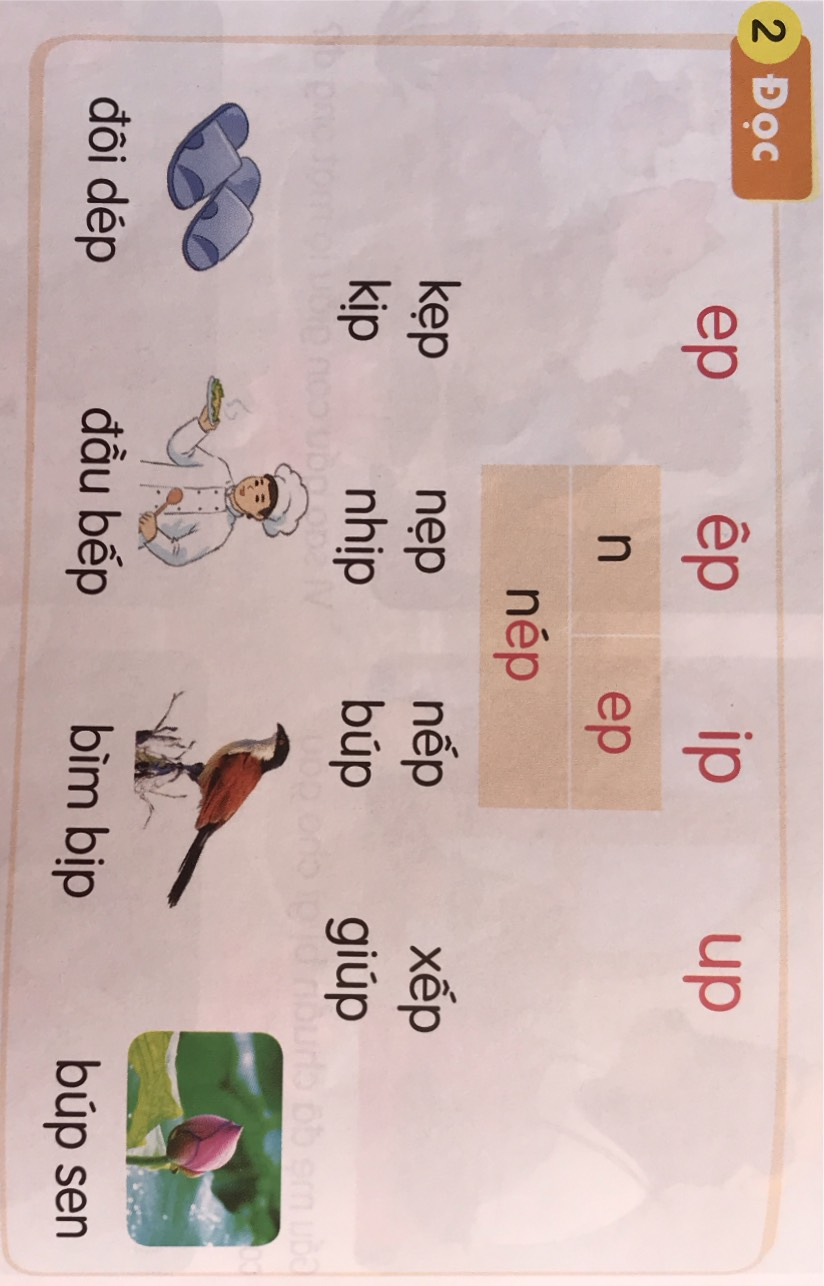 2 Đọc
ep êp ip up
n ep
nép
kẹp nẹp nếp xếp
kịp nhịp búp giúp
đôi dép đầu bếp bìm bịp búp sen